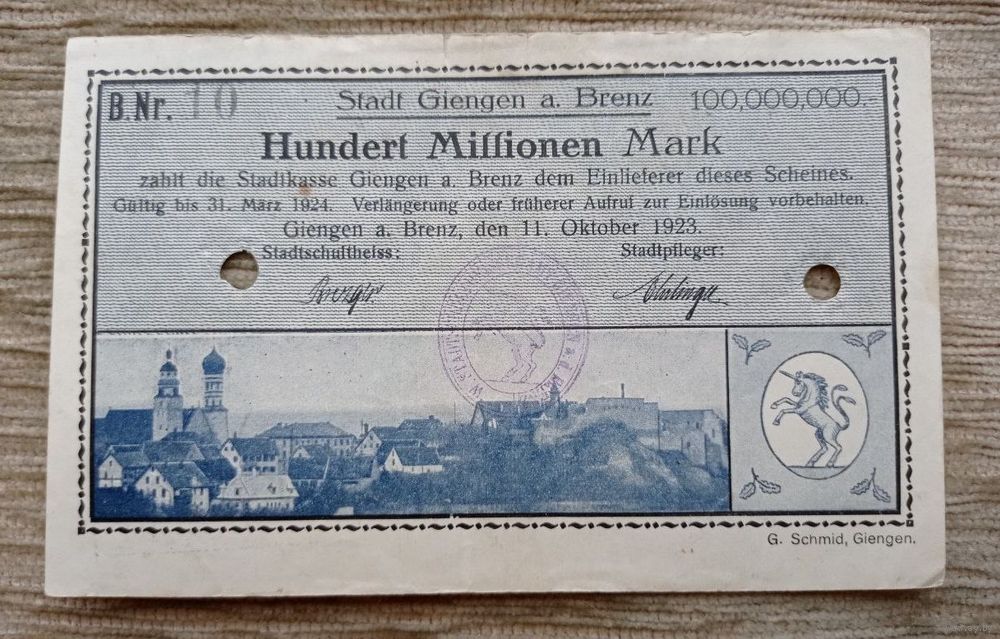 B.Nr. 10
Stadt Giengen a. Brenz 100,000,000.-
Hundert Millionen Mark
zahlt die Stadtkasse Giengen a. Brenz dem Einlieferer dieses Scheines.
Gültig bis 31. März 1924. Verlängerung oder früherer Aufruf zur Einlösung vorbehalten.
Giengen a. Brenz, den 11. Oktober 1923.
Stadtschultheiss: Stadtpfleger:
G. Schmid, Giengen.